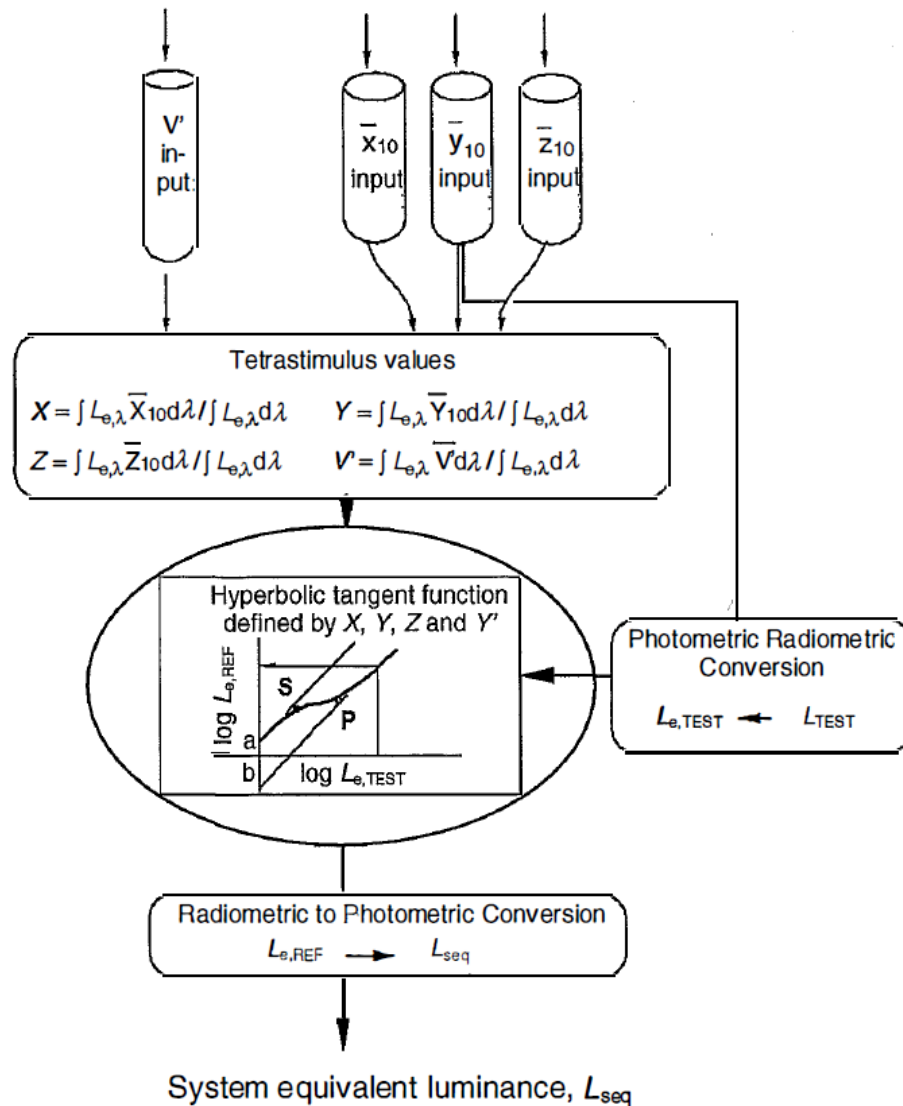 V'
in-
put:
x̅10
input
y̅10
input
z̅10
input
Tetrastimulus values
X = ∫ Le,λ X̅10dλ / ∫ Le,λdλ
Y = ∫ Le,λ Y̅10dλ / ∫ Le,λdλ
Z = ∫ Le,λ Z̅10dλ / ∫ Le,λdλ
V' = ∫ Le,λ V̅'dλ / ∫ Le,λdλ
Hyperbolic tangent function
defined by X, Y, Z and Y'
log Le,REF
S
P
a
b
log Le,TEST
Photometric Radiometric
Conversion
Le,TEST ← LTEST
Radiometric to Photometric Conversion
Le,REF → Lseq
System equivalent luminance, Lseq